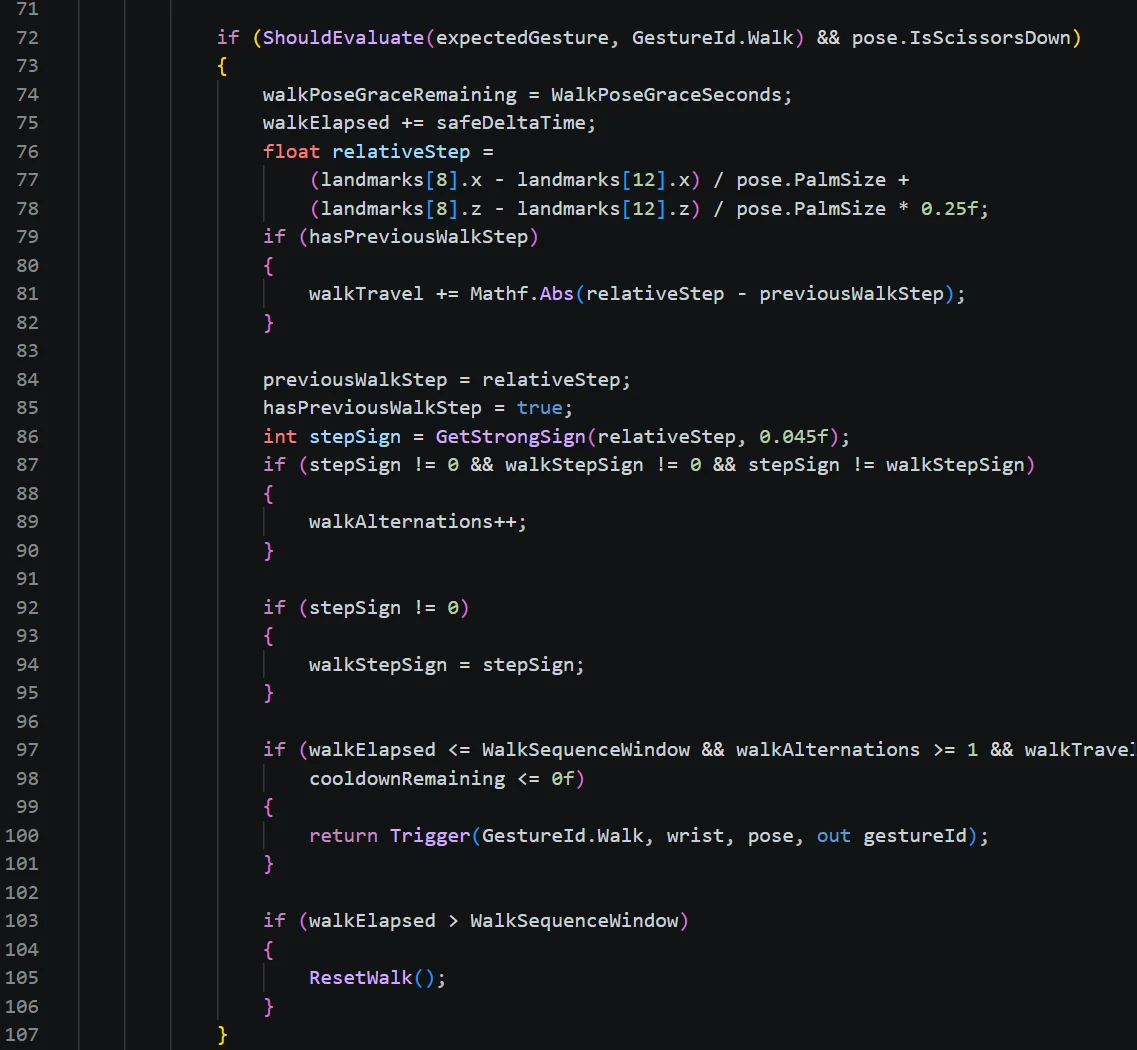 71
72 if (ShouldEvaluate(expectedGesture, GestureId.Walk) && pose.IsScissorsDown)
73 {
74 walkPoseGraceRemaining = WalkPoseGraceSeconds;
75 walkElapsed += safeDeltaTime;
76 float relativeStep =
77 (landmarks[8].x - landmarks[12].x) / pose.PalmSize +
78 (landmarks[8].z - landmarks[12].z) / pose.PalmSize * 0.25f;
79 if (hasPreviousWalkStep)
80 {
81 walkTravel += Mathf.Abs(relativeStep - previousWalkStep);
82 }
83
84 previousWalkStep = relativeStep;
85 hasPreviousWalkStep = true;
86 int stepSign = GetStrongSign(relativeStep, 0.045f);
87 if (stepSign != 0 && walkStepSign != 0 && stepSign != walkStepSign)
88 {
89 walkAlternations++;
90 }
91
92 if (stepSign != 0)
93 {
94 walkStepSign = stepSign;
95 }
96
97 if (walkElapsed <= WalkSequenceWindow && walkAlternations >= 1 && walkTravel
98 cooldownRemaining <= 0f)
99 {
100 return Trigger(GestureId.Walk, wrist, pose, out gestureId);
101 }
102
103 if (walkElapsed > WalkSequenceWindow)
104 {
105 ResetWalk();
106 }
107 }